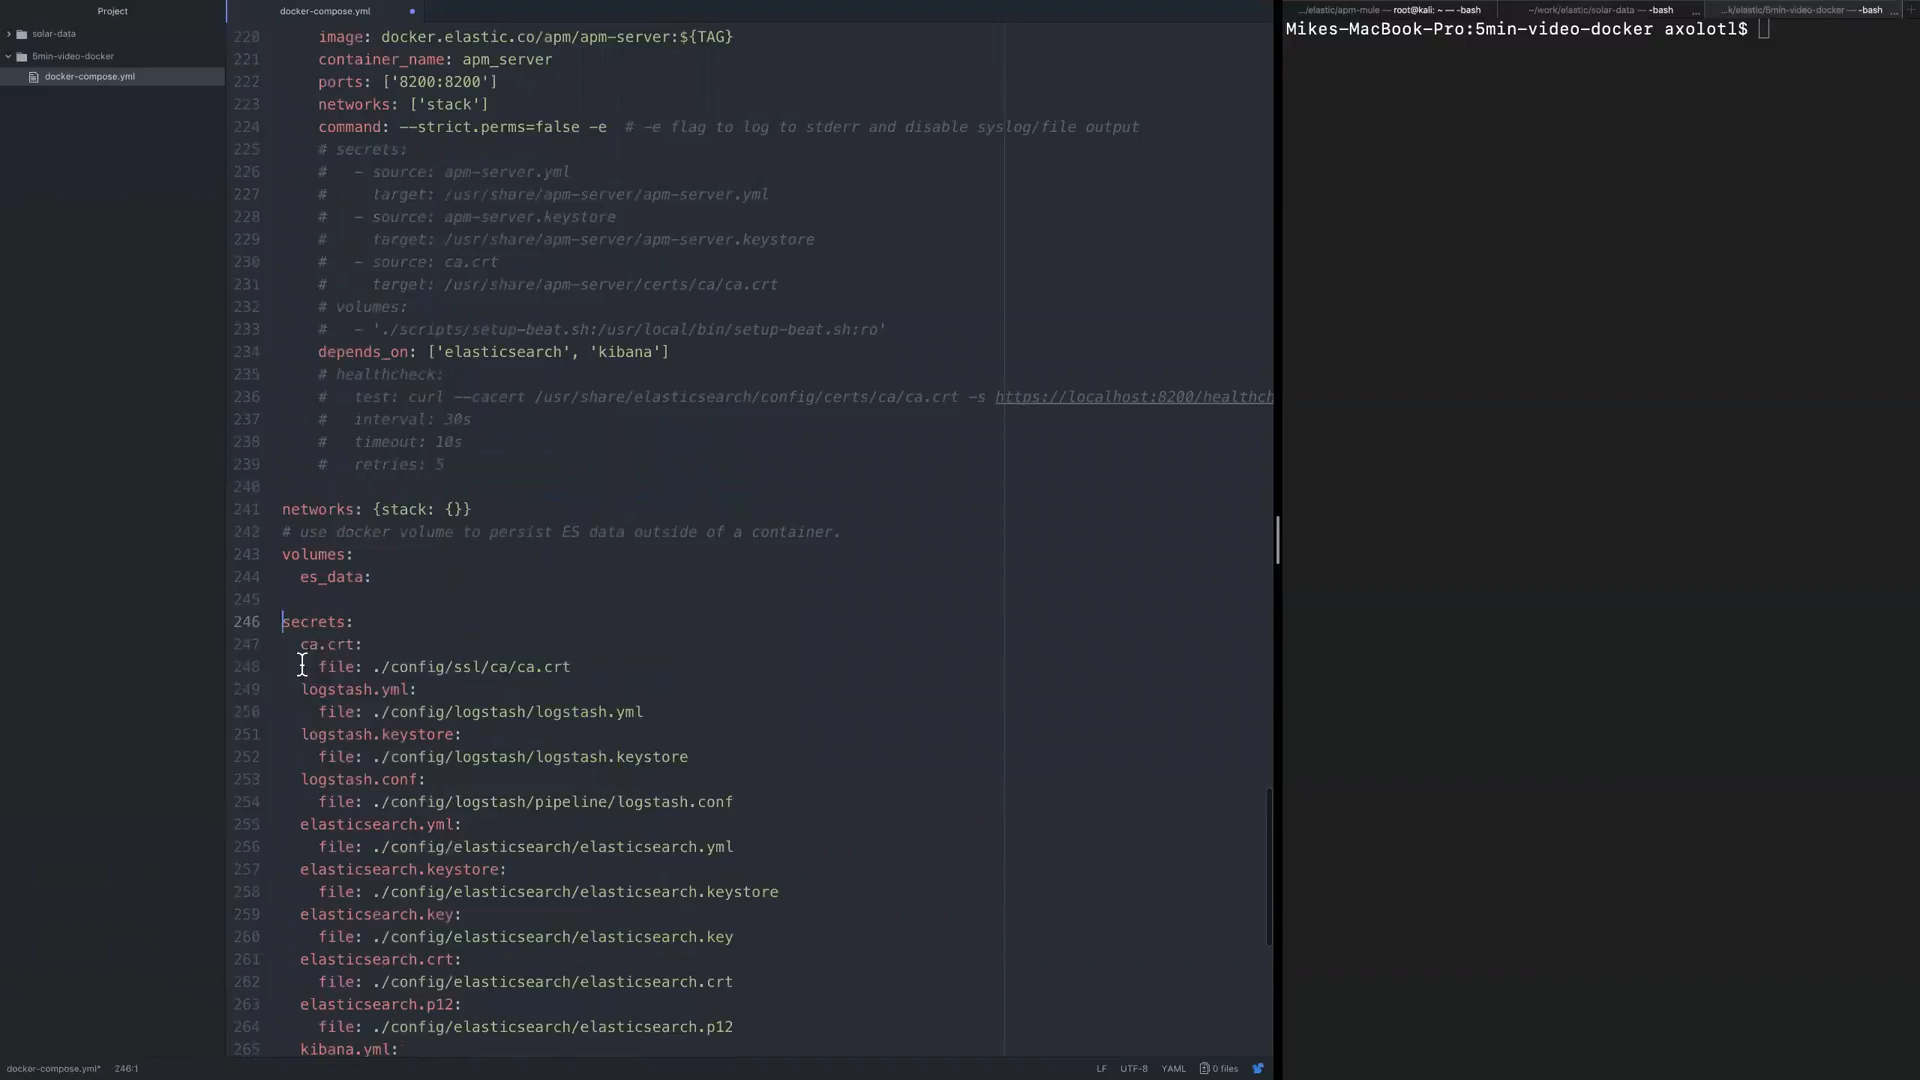 Project
solar-data
5min-video-docker
docker-compose.yml
docker-compose.yml
220 image: docker.elastic.co/apm/apm-server:${TAG}
221 container_name: apm_server
222 ports: ['8200:8200']
223 networks: ['stack']
224 command: --strict.perms=false -e  # -e flag to log to stderr and disable syslog/file output
225 # secrets:
226 #   - source: apm-server.yml
227 #     target: /usr/share/apm-server/apm-server.yml
228 #   - source: apm-server.keystore
229 #     target: /usr/share/apm-server/apm-server.keystore
230 #   - source: ca.crt
231 #     target: /usr/share/apm-server/certs/ca/ca.crt
232 # volumes:
233 #   - './scripts/setup-beat.sh:/usr/local/bin/setup-beat.sh:ro'
234 depends_on: ['elasticsearch', 'kibana']
235 # healthcheck:
236 #   test: curl --cacert /usr/share/elasticsearch/config/certs/ca/ca.crt -s https://localhost:8200/healthch
237 #   interval: 30s
238 #   timeout: 10s
239 #   retries: 5
240
241 networks: {stack: {}}
242 # use docker volume to persist ES data outside of a container.
243 volumes:
244   es_data:
245
246 secrets:
247   ca.crt:
248     file: ./config/ssl/ca/ca.crt
249   logstash.yml:
250     file: ./config/logstash/logstash.yml
251   logstash.keystore:
252     file: ./config/logstash/logstash.keystore
253   logstash.conf:
254     file: ./config/logstash/pipeline/logstash.conf
255   elasticsearch.yml:
256     file: ./config/elasticsearch/elasticsearch.yml
257   elasticsearch.keystore:
258     file: ./config/elasticsearch/elasticsearch.keystore
259   elasticsearch.key:
260     file: ./config/elasticsearch/elasticsearch.key
261   elasticsearch.crt:
262     file: ./config/elasticsearch/elasticsearch.crt
263   elasticsearch.p12:
264     file: ./config/elasticsearch/elasticsearch.p12
265   kibana.yml:
docker-compose.yml* 246:1
LF UTF-8 YAML 0 files
.../elastic/apm-mule — root@kali: ~ — -bash
~/work/elastic/solar-data — -bash ...
...k/elastic/5min-video-docker — -bash ...
Mikes-MacBook-Pro:5min-video-docker axolotl$